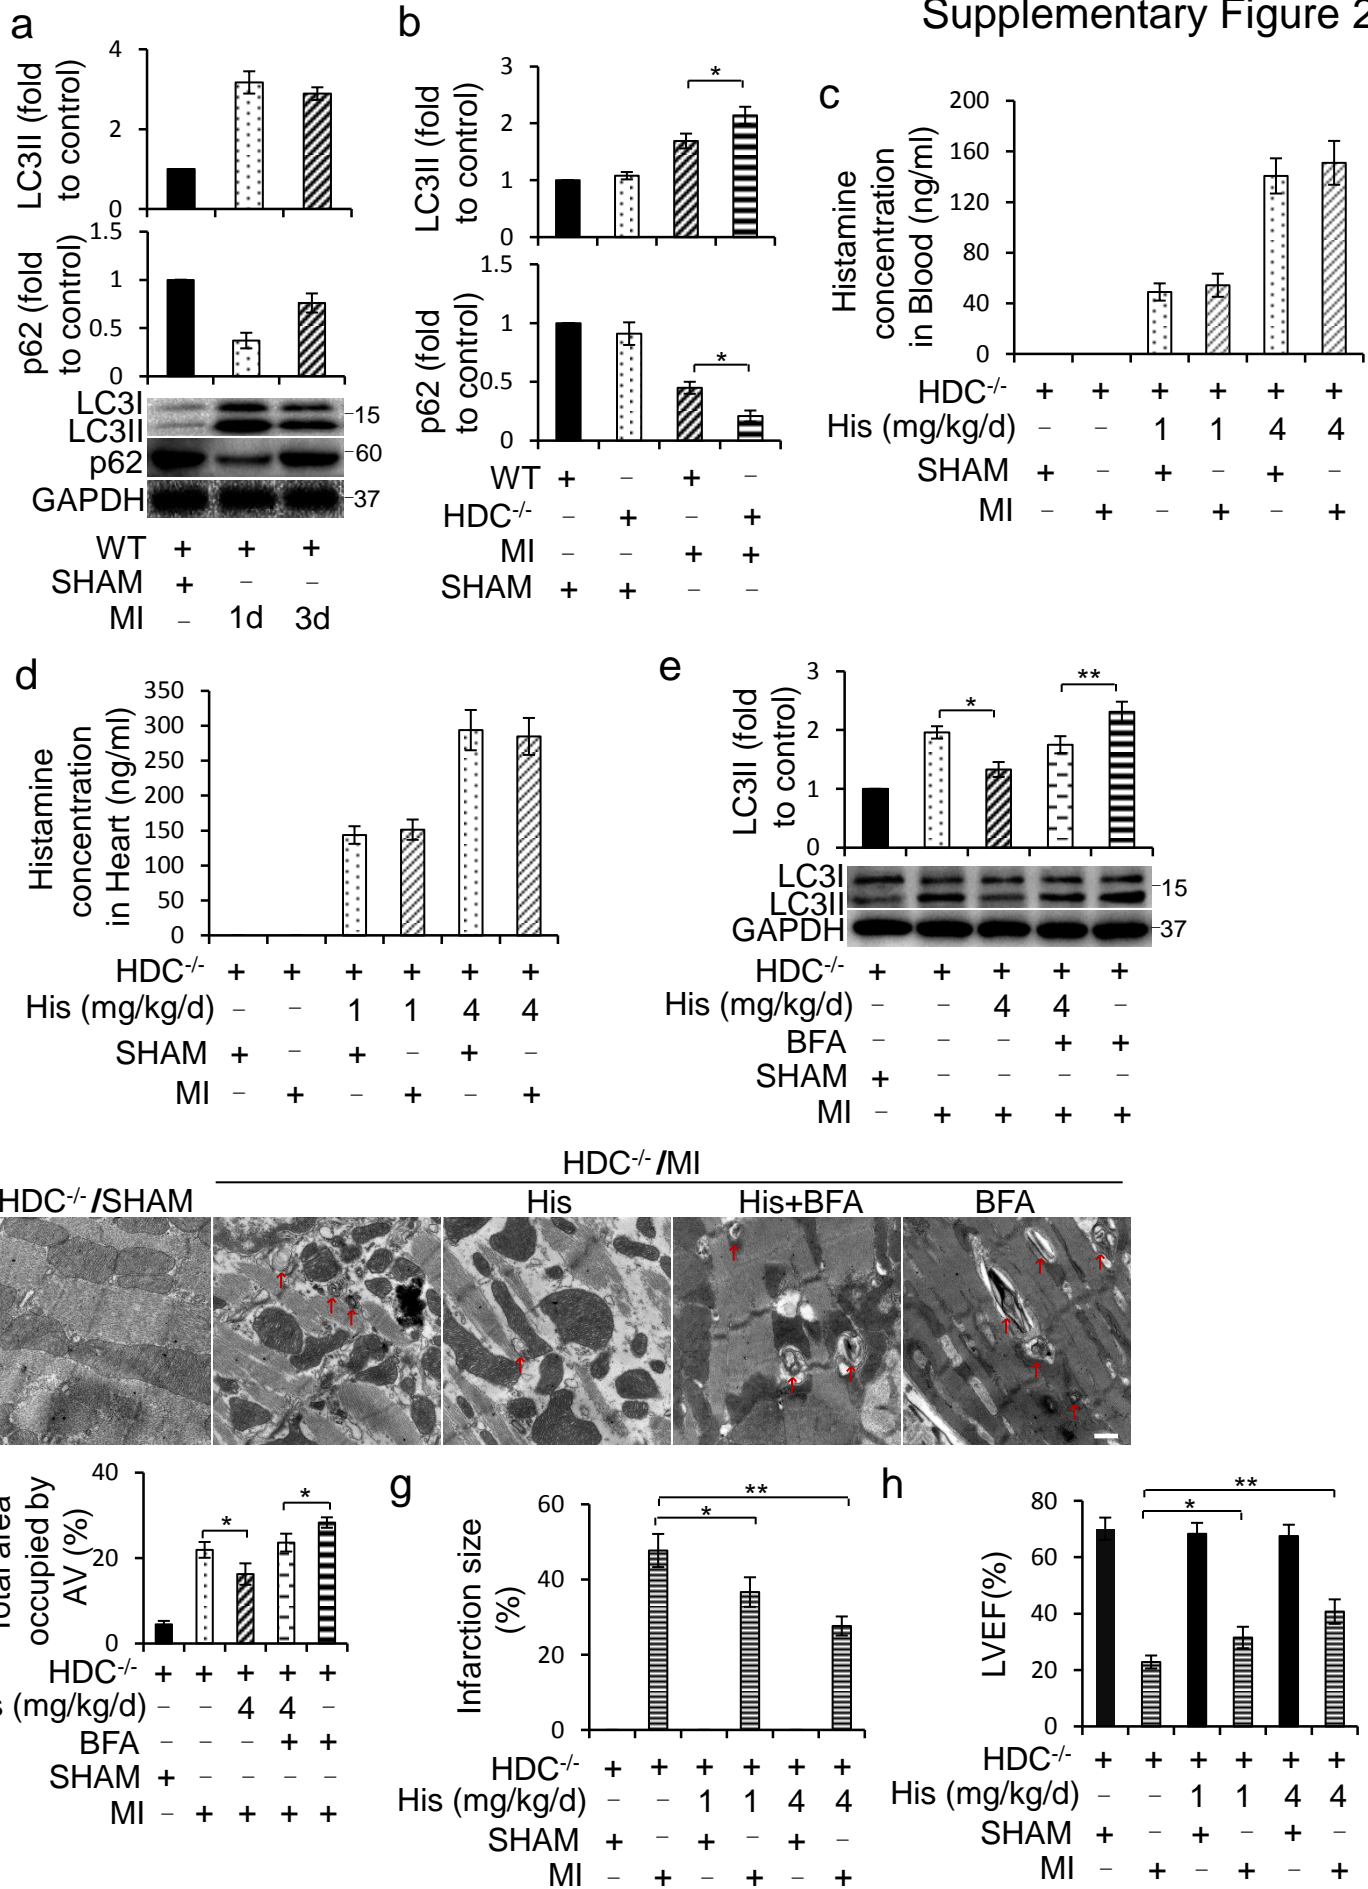 Supplementary Figure 2
a
LC3II (fold
to control)
4
2
0
p62 (fold
to control)
1.5
1
0.5
0
LC3I
LC3II
15
p62
60
GAPDH
37
WT + + +
SHAM + – –
MI – 1d 3d
b
LC3II (fold
to control)
3
2
1
0
*
p62 (fold
to control)
1.5
1
0.5
0
*
WT + – + –
HDC-/- – + – +
MI – – + +
SHAM + + – –
c
Histamine
concentration
in Blood (ng/ml)
200
160
120
80
40
0
HDC-/- + + + + + +
His (mg/kg/d) – – 1 1 4 4
SHAM + – + – + –
MI – + – + – +
d
Histamine
concentration
in Heart (ng/ml)
350
300
250
200
150
100
50
0
HDC-/- + + + + + +
His (mg/kg/d) – – 1 1 4 4
SHAM + – + – + –
MI – + – + – +
e
LC3II (fold
to control)
3
2
1
0
* **
LC3I
LC3II
15
GAPDH
37
HDC-/- + + + + +
His (mg/kg/d) – – 4 4 –
BFA – – – + +
SHAM + – – – –
MI – + + + +
HDC-/-/MI
HDC-/-/SHAM His His+BFA BFA
occupied by
AV (%)
40
20
0
* *
HDC-/- + + + + +
(mg/kg/d) – – 4 4 –
BFA – – – + +
SHAM + – – – –
MI – + + + +
g
Infarction size
(%)
60
40
20
0
**
*
HDC-/- + + + + + +
His (mg/kg/d) – – 1 1 4 4
SHAM + – + – + –
MI – + – + – +
h
LVEF(%)
80
60
40
20
0
**
*
HDC-/- + + + + + +
His (mg/kg/d) – – 1 1 4 4
SHAM + – + – + –
MI – + – + – +